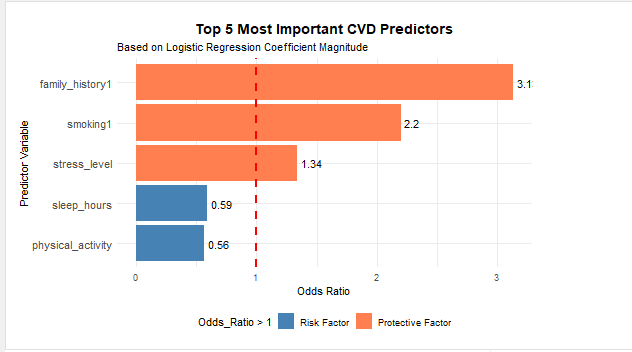 Top 5 Most Important CVD Predictors
Based on Logistic Regression Coefficient Magnitude
Predictor Variable
family_history1
3.1
smoking1
2.2
stress_level
1.34
sleep_hours
0.59
physical_activity
0.56
0 1 2 3
Odds Ratio
Odds_Ratio > 1 Risk Factor Protective Factor